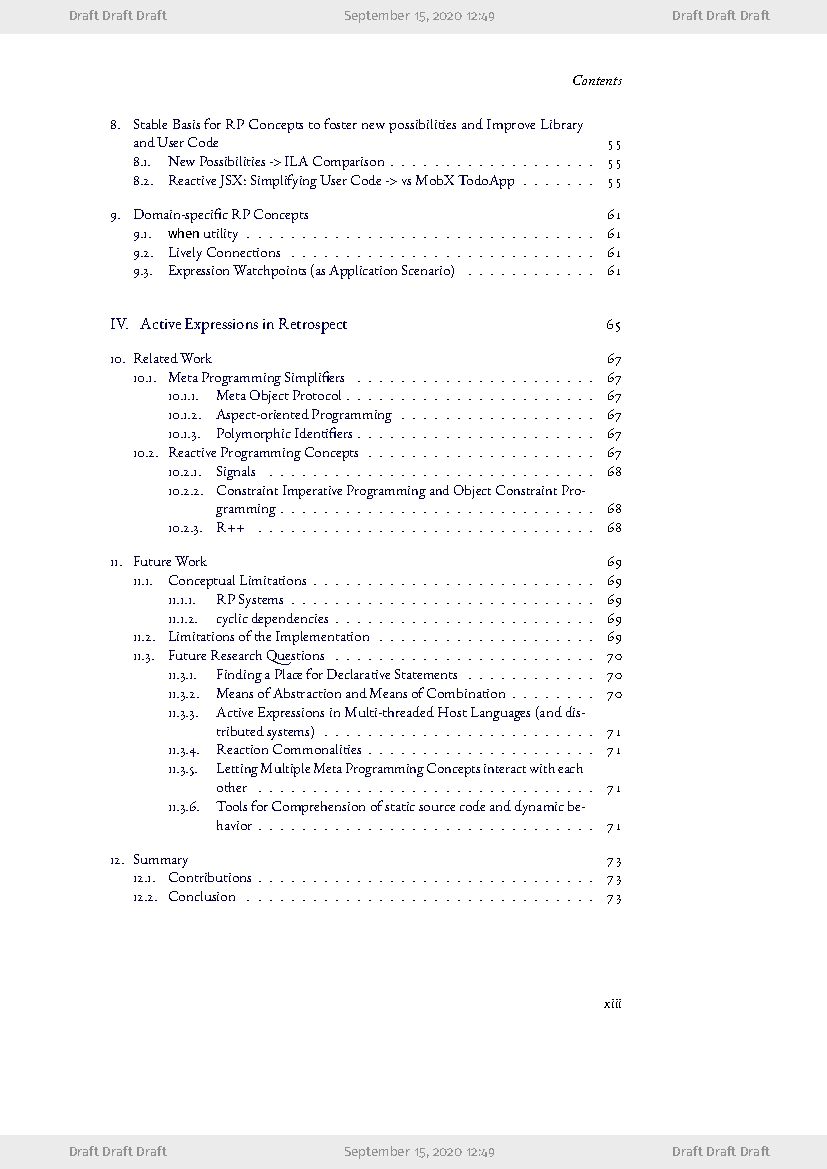 Draft Draft Draft September 15, 2020 12:49 Draft Draft Draft
Contents
8. Stable Basis for RP Concepts to foster new possibilities and Improve Library
and User Code 55
8.1. New Possibilities -> ILA Comparison . . . . . . . . . . . . . . . . . . . 55
8.2. Reactive JSX: Simplifying User Code -> vs MobX TodoApp . . . . . . . 55
9. Domain-specific RP Concepts 61
9.1. when utility . . . . . . . . . . . . . . . . . . . . . . . . . . . . . . . . 61
9.2. Lively Connections . . . . . . . . . . . . . . . . . . . . . . . . . . . . 61
9.3. Expression Watchpoints (as Application Scenario) . . . . . . . . . . . . 61
IV. Active Expressions in Retrospect 65
10. Related Work 67
10.1. Meta Programming Simplifiers . . . . . . . . . . . . . . . . . . . . . . 67
10.1.1. Meta Object Protocol . . . . . . . . . . . . . . . . . . . . . . . 67
10.1.2. Aspect-oriented Programming . . . . . . . . . . . . . . . . . . 67
10.1.3. Polymorphic Identifiers . . . . . . . . . . . . . . . . . . . . . . 67
10.2. Reactive Programming Concepts . . . . . . . . . . . . . . . . . . . . . 67
10.2.1. Signals . . . . . . . . . . . . . . . . . . . . . . . . . . . . . . 68
10.2.2. Constraint Imperative Programming and Object Constraint Pro-
gramming . . . . . . . . . . . . . . . . . . . . . . . . . . . . . 68
10.2.3. R++ . . . . . . . . . . . . . . . . . . . . . . . . . . . . . . . 68
11. Future Work 69
11.1. Conceptual Limitations . . . . . . . . . . . . . . . . . . . . . . . . . . 69
11.1.1. RP Systems . . . . . . . . . . . . . . . . . . . . . . . . . . . . 69
11.1.2. cyclic dependencies . . . . . . . . . . . . . . . . . . . . . . . . 69
11.2. Limitations of the Implementation . . . . . . . . . . . . . . . . . . . . 69
11.3. Future Research Questions . . . . . . . . . . . . . . . . . . . . . . . . 70
11.3.1. Finding a Place for Declarative Statements . . . . . . . . . . . . 70
11.3.2. Means of Abstraction and Means of Combination . . . . . . . . 70
11.3.3. Active Expressions in Multi-threaded Host Languages (and dis-
tributed systems) . . . . . . . . . . . . . . . . . . . . . . . . . 71
11.3.4. Reaction Commonalities . . . . . . . . . . . . . . . . . . . . . 71
11.3.5. Letting Multiple Meta Programming Concepts interact with each
other . . . . . . . . . . . . . . . . . . . . . . . . . . . . . . . 71
11.3.6. Tools for Comprehension of static source code and dynamic be-
havior . . . . . . . . . . . . . . . . . . . . . . . . . . . . . . . 71
12. Summary 73
12.1. Contributions . . . . . . . . . . . . . . . . . . . . . . . . . . . . . . . 73
12.2. Conclusion . . . . . . . . . . . . . . . . . . . . . . . . . . . . . . . . 73
xiii
Draft Draft Draft September 15, 2020 12:49 Draft Draft Draft